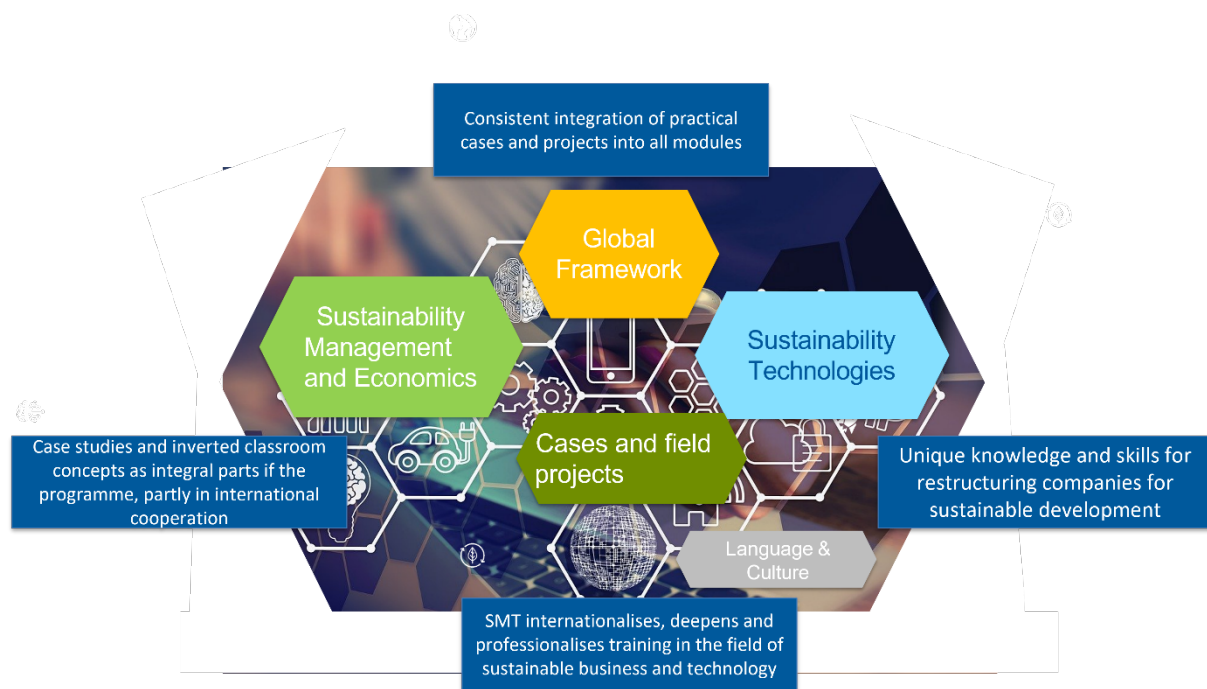 Consistent integration of practical
cases and projects into all modules
Global
Framework
Sustainability
Management
and Economics
Sustainability
Technologies
Cases and field
projects
Case studies and inverted classroom
concepts as integral parts if the
programme, partly in international
cooperation
Unique knowledge and skills for
restructuring companies for
sustainable development
Language &
Culture
SMT internationalises, deepens and
professionalises training in the field of
sustainable business and technology